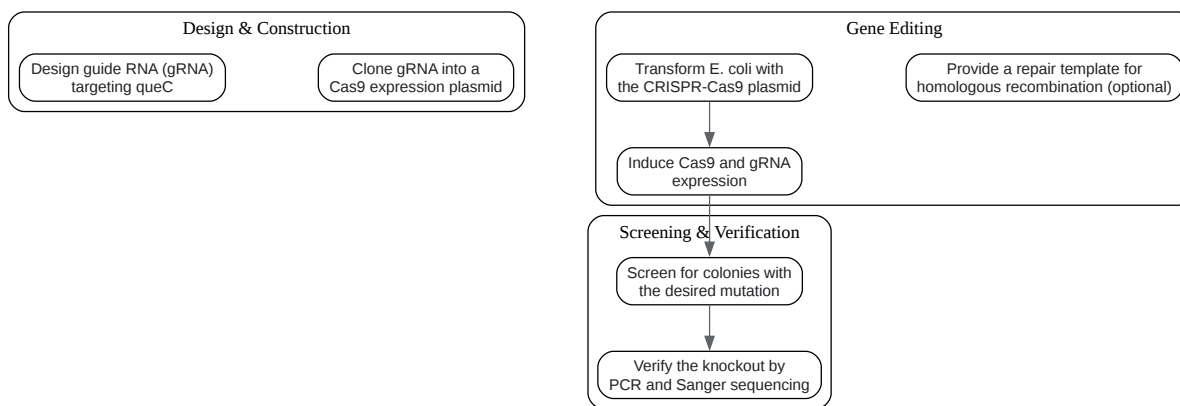 Design & Construction
Design guide RNA (gRNA)
targeting queC
Clone gRNA into a
Cas9 expression plasmid
Gene Editing
Transform E. coli with
the CRISPR-Cas9 plasmid
Provide a repair template for
homologous recombination (optional)
Induce Cas9 and gRNA
expression
Screening & Verification
Screen for colonies with
the desired mutation
Verify the knockout by
PCR and Sanger sequencing